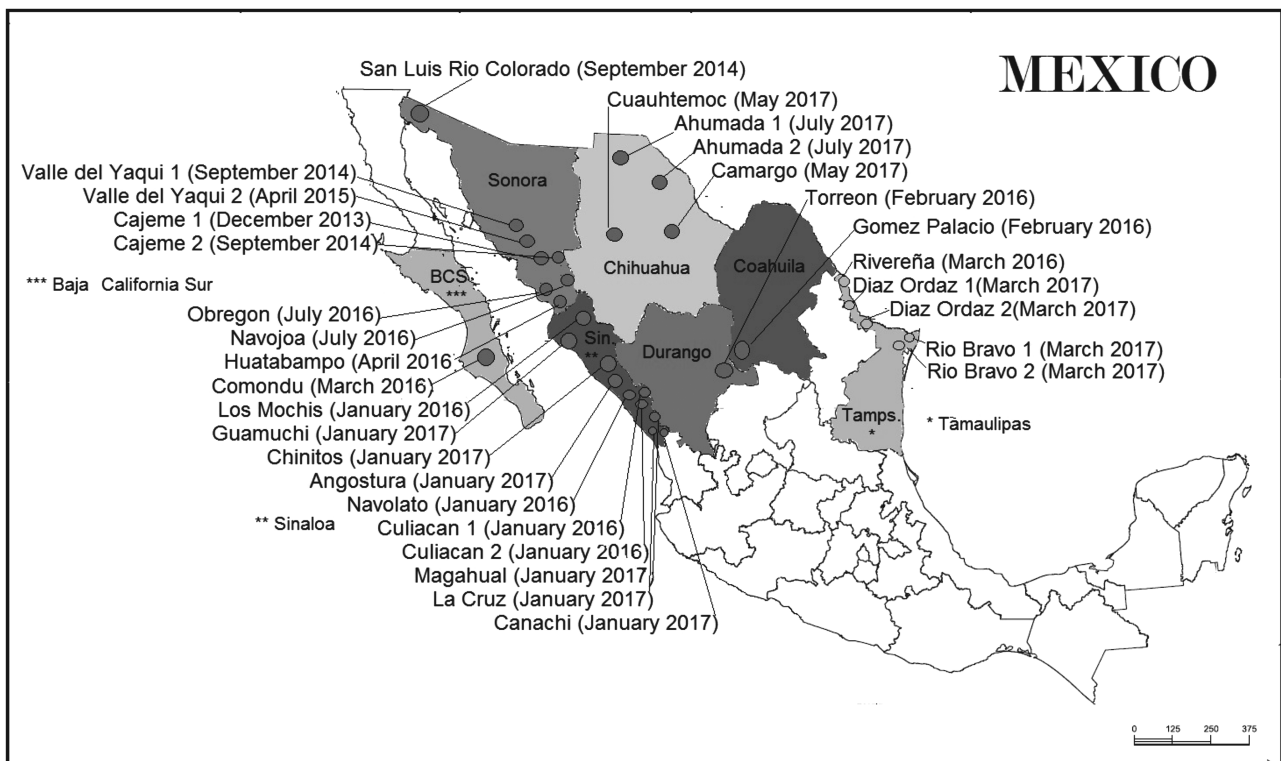 MEXICO
San Luis Rio Colorado (September 2014)
Cuauhtemoc (May 2017)
Ahumada 1 (July 2017)
Ahumada 2 (July 2017)
Camargo (May 2017)
Torreon (February 2016)
Gomez Palacio (February 2016)
Rivereña (March 2016)
Diaz Ordaz 1(March 2017)
Diaz Ordaz 2(March 2017)
Rio Bravo 1 (March 2017)
Rio Bravo 2 (March 2017)
Valle del Yaqui 1 (September 2014)
Valle del Yaqui 2 (April 2015)
Cajeme 1 (December 2013)
Cajeme 2 (September 2014)
*** Baja California Sur
Obregon (July 2016)
Navojoa (July 2016)
Huatabampo (April 2016
Comondu (March 2016)
Los Mochis (January 2016)
Guamuchi (January 2017)
Chinitos (January 2017)
Angostura (January 2017)
Navolato (January 2016)
** Sinaloa
Culiacan 1 (January 2016)
Culiacan 2 (January 2016)
Magahual (January 2017)
La Cruz (January 2017)
Canachi (January 2017)
Sonora
Chihuahua
Coahuila
BCS
***
Sin.
**
Durango
Tamps.
*
* Tamaulipas
0 125 250 375